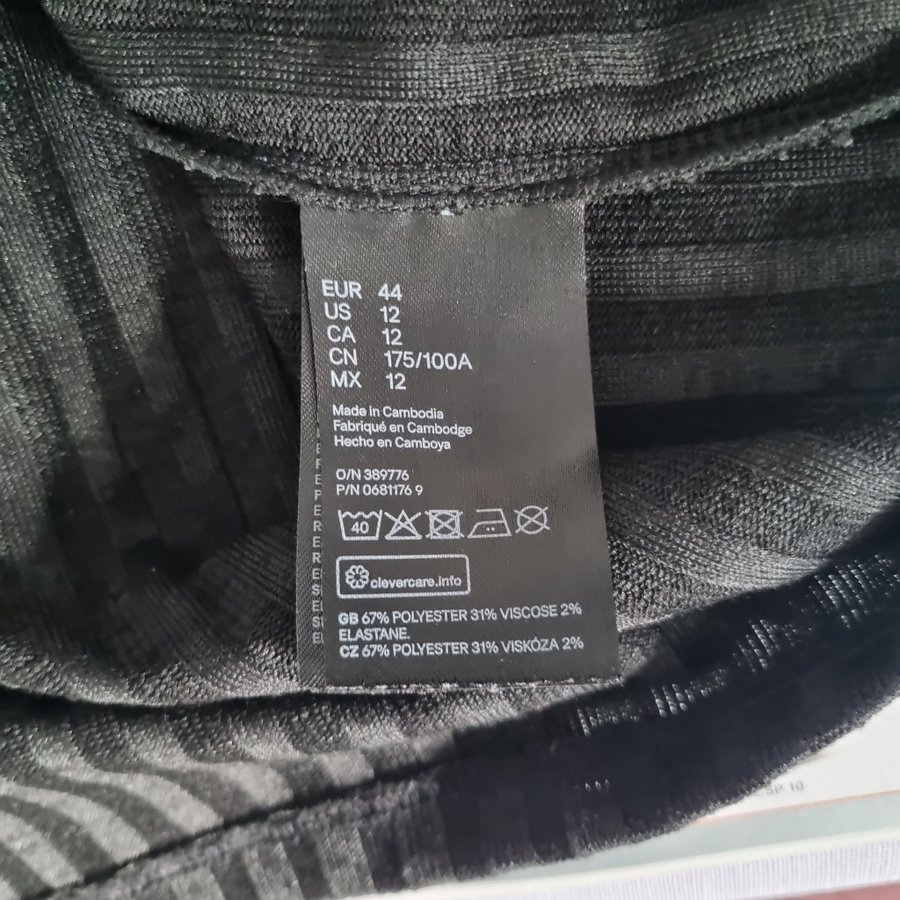 EUR 44
US 12
CA 12
CN 175/100A
MX 12
Made in Cambodia
Fabriqué en Cambodge
Hecho en Camboya
O/N 389776
P/N 0681176 9
40
clevercare.info
GB 67% POLYESTER 31% VISCOSE 2%
ELASTANE.
CZ 67% POLYESTER 31% VISKÓZA 2%